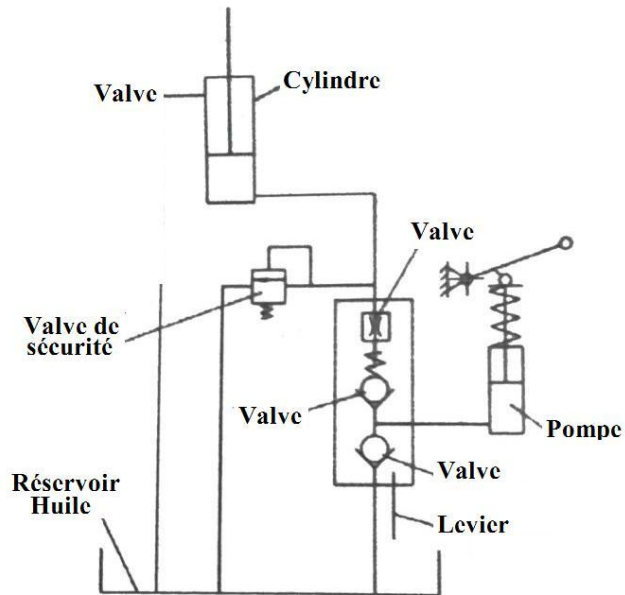 Valve
Cylindre
Valve
Valve de
sécurité
Valve
Pompe
Valve
Réservoir
Huile
Levier